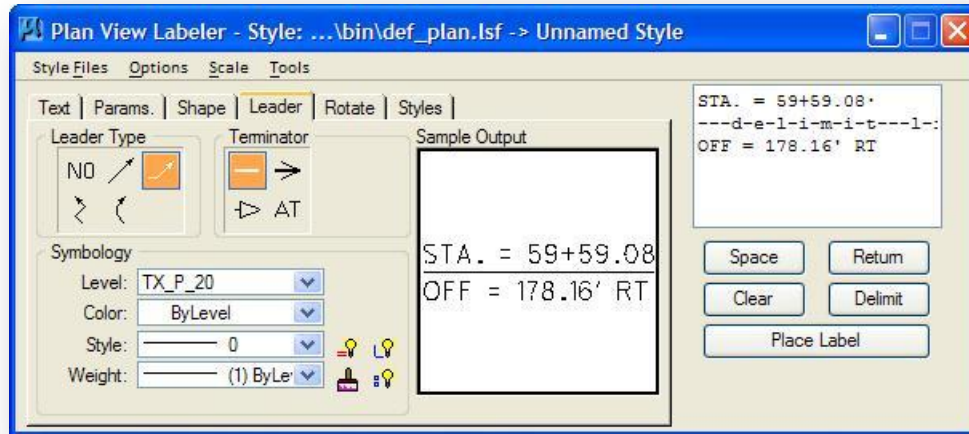 Plan View Labeler - Style: ...\bin\def_plan.lsf -> Unnamed Style
Style Files Options Scale Tools
Text Params. Shape Leader Rotate Styles
Leader Type
NO
Terminator
AT
Symbology
Level: TX_P_20
Color: ByLevel
Style: 0
Weight: (1) ByLe
Sample Output
STA. = 59+59.08
OFF = 178.16' RT
STA. = 59+59.08·
---d-e-l-i-m-i-t---l-
OFF = 178.16' RT
Space Return
Clear Delimit
Place Label